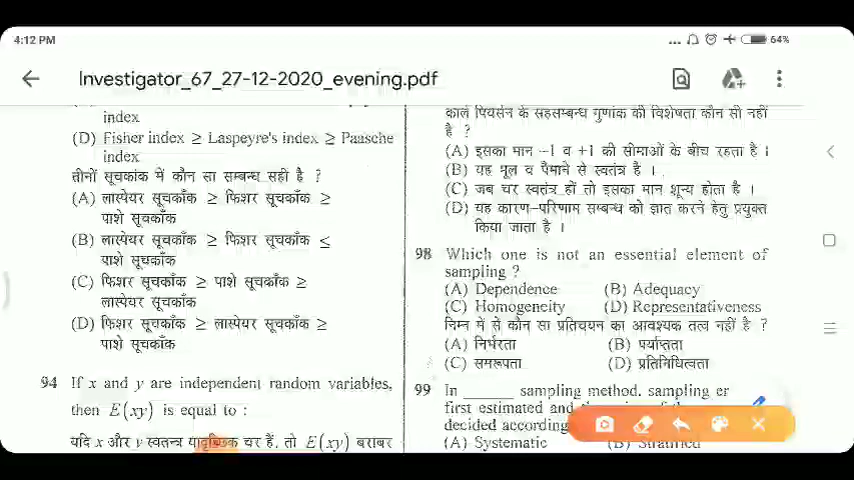 4:12 PM
64%
Investigator_67_27-12-2020_evening.pdf
index
(D) Fisher index ≥ Laspeyre's index ≥ Paasche
index
तीनों सूचकांक में कौन सा सम्बन्ध सही है ?
(A) लास्पेयर सूचकाँक ≥ फिशर सूचकाँक ≥
पाशे सूचकाँक
(B) लास्पेयर सूचकाँक ≥ फिशर सूचकाँक ≤
पाशे सूचकाँक
(C) फिशर सूचकाँक ≥ पाशे सूचकाँक ≥
लास्पेयर सूचकाँक
(D) फिशर सूचकाँक ≥ लास्पेयर सूचकाँक ≥
पाशे सूचकाँक
94 If x and y are independent random variables,
then E(xy) is equal to :
यदि x और y स्वतन्त्र यादृच्छिक चर हैं, तो E(xy) बराबर
कार्ल पियर्सन के सहसम्बन्ध गुणांक की विशेषता कौन सी नहीं
है ?
(A) इसका मान −1 व +1 की सीमाओं के बीच रहता है ।
(B) यह मूल व पैमाने से स्वतंत्र है ।
(C) जब चर स्वतंत्र हों तो इसका मान शून्य होता है ।
(D) यह कारण-परिणाम सम्बन्ध को ज्ञात करने हेतु प्रयुक्त
किया जाता है ।
98 Which one is not an essential element of
sampling ?
(A) Dependence (B) Adequacy
(C) Homogeneity (D) Representativeness
निम्न में से कौन सा प्रतिचयन का आवश्यक तत्व नहीं है ?
(A) निर्भरता (B) पर्याप्तता
(C) समरूपता (D) प्रतिनिधित्वता
99 In ______ sampling method, sampling er
first estimated and
decided according
(A) Systematic (B) Stratified